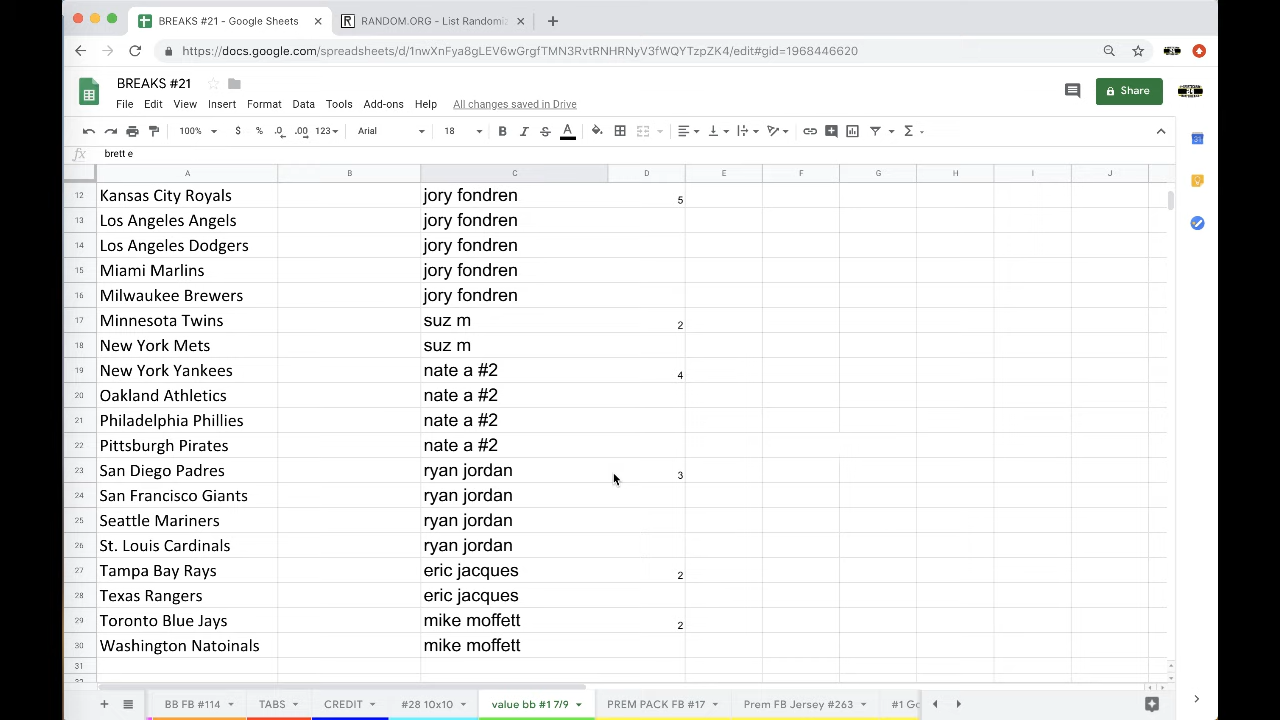 BREAKS #21 - Google Sheets
RANDOM.ORG - List Randomiz
https://docs.google.com/spreadsheets/d/1nwXnFya8gLEV6wGrgfTMN3RvtRNHRNyV3fWQYTzpZK4/edit#gid=1968446620
BREAKS #21
File Edit View Insert Format Data Tools Add-ons Help All changes saved in Drive
Share
100% $ % .0 .00 123 Arial 18 B I S A Σ
fx brett e
A B C D E F G H I J
12 Kansas City Royals jory fondren 5
13 Los Angeles Angels jory fondren
14 Los Angeles Dodgers jory fondren
15 Miami Marlins jory fondren
16 Milwaukee Brewers jory fondren
17 Minnesota Twins suz m 2
18 New York Mets suz m
19 New York Yankees nate a #2 4
20 Oakland Athletics nate a #2
21 Philadelphia Phillies nate a #2
22 Pittsburgh Pirates nate a #2
23 San Diego Padres ryan jordan 3
24 San Francisco Giants ryan jordan
25 Seattle Mariners ryan jordan
26 St. Louis Cardinals ryan jordan
27 Tampa Bay Rays eric jacques 2
28 Texas Rangers eric jacques
29 Toronto Blue Jays mike moffett 2
30 Washington Natoinals mike moffett
31
BB FB #114 TABS CREDIT #28 10x10 value bb #1 7/9 PREM PACK FB #17 Prem FB Jersey #263 #1 Go